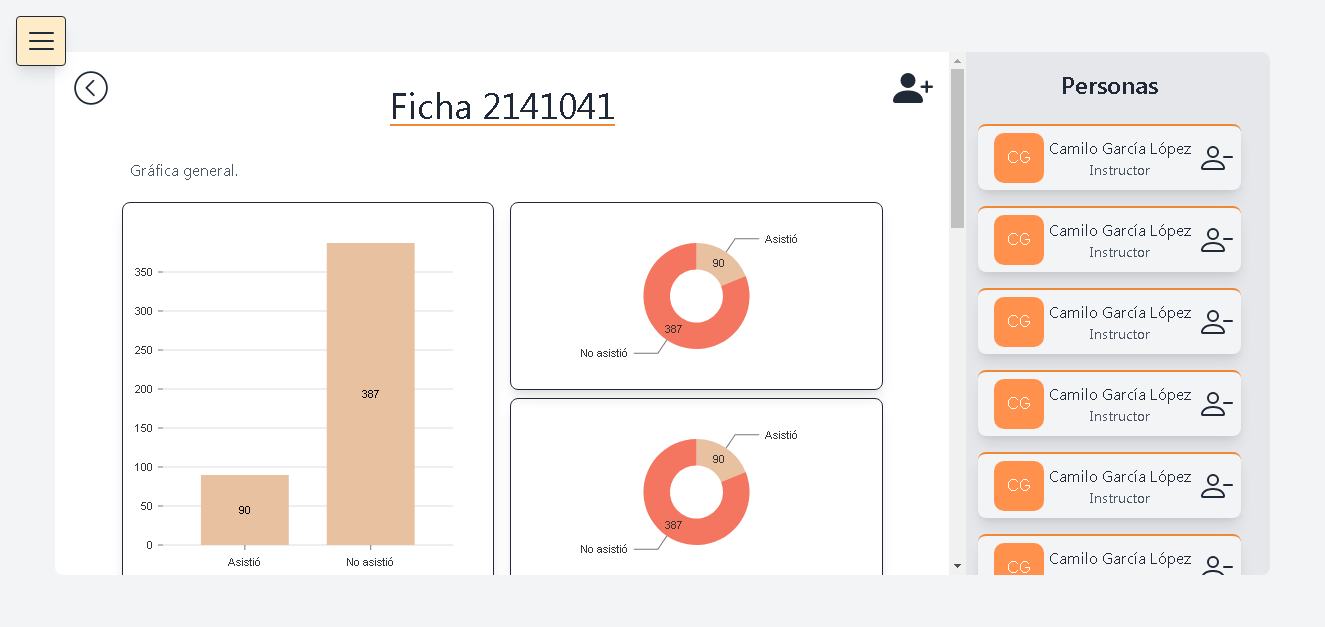 Ficha 2141041
Gráfica general.
350
300
250
200
150
100
50
0
90
387
Asistió
No asistió
Asistió
90
387
No asistió
Asistió
90
387
No asistió
Personas
CG
Camilo García López
Instructor
CG
Camilo García López
Instructor
CG
Camilo García López
Instructor
CG
Camilo García López
Instructor
CG
Camilo García López
Instructor
CG
Camilo García López